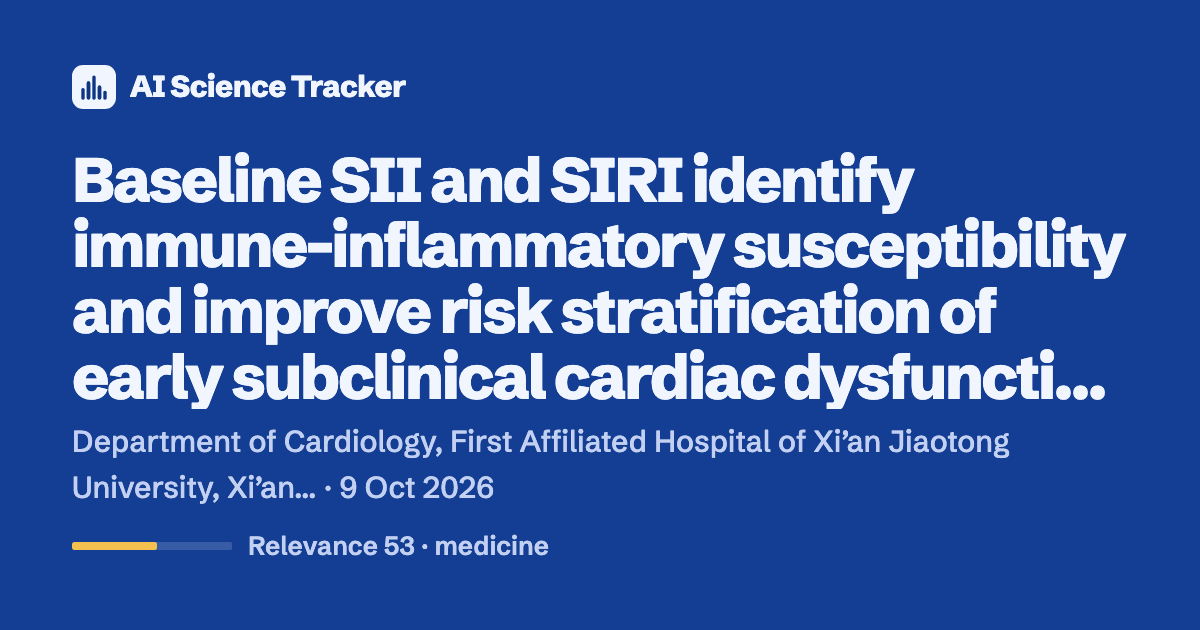 AI Science Tracker
Baseline SII and SIRI identify
immune-inflammatory susceptibility
and improve risk stratification of
early subclinical cardiac dysfuncti...
Department of Cardiology, First Affiliated Hospital of Xi’an Jiaotong
University, Xi’an... · 9 Oct 2026
Relevance 53 · medicine